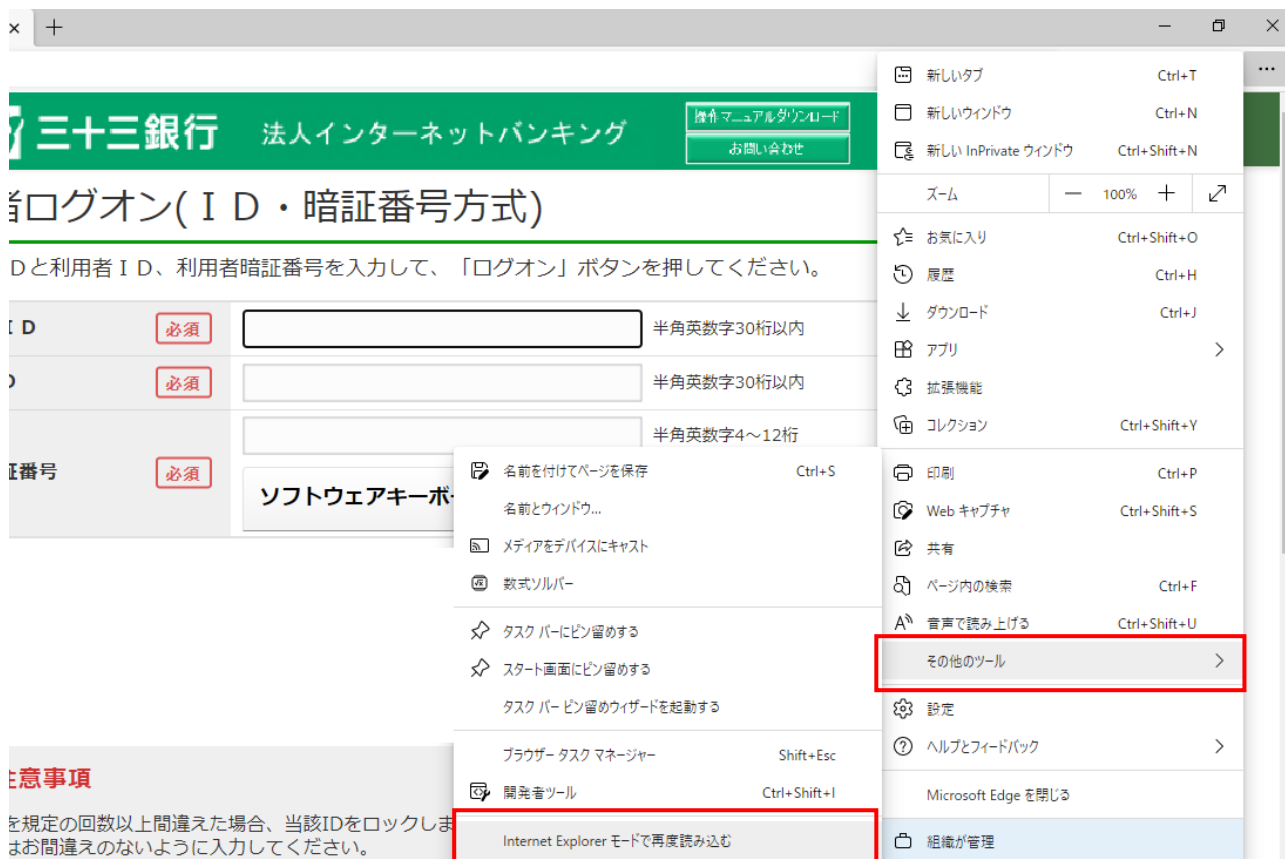 三十三銀行 法人インターネットバンキング
操作マニュアルダウンロード
お問い合わせ
者ログオン(ＩＤ・暗証番号方式)
Ｄと利用者ＩＤ、利用者暗証番号を入力して、「ログオン」ボタンを押してください。
ＩＤ 必須 半角英数字30桁以内
必須 半角英数字30桁以内
半角英数字4～12桁
証番号 必須
ソフトウェアキーボー
注意事項
を規定の回数以上間違えた場合、当該IDをロックしま
はお間違えのないように入力してください。
新しいタブ Ctrl+T
新しいウィンドウ Ctrl+N
新しい InPrivate ウィンドウ Ctrl+Shift+N
ズーム 100%
お気に入り Ctrl+Shift+O
履歴 Ctrl+H
ダウンロード Ctrl+J
アプリ
拡張機能
コレクション Ctrl+Shift+Y
印刷 Ctrl+P
Web キャプチャ Ctrl+Shift+S
共有
ページ内の検索 Ctrl+F
音声で読み上げる Ctrl+Shift+U
その他のツール
設定
ヘルプとフィードバック
Microsoft Edge を閉じる
組織が管理
名前を付けてページを保存 Ctrl+S
名前とウィンドウ...
メディアをデバイスにキャスト
数式ソルバー
タスク バーにピン留めする
スタート画面にピン留めする
タスク バー ピン留めウィザードを起動する
ブラウザー タスク マネージャー Shift+Esc
開発者ツール Ctrl+Shift+I
Internet Explorer モードで再度読み込む